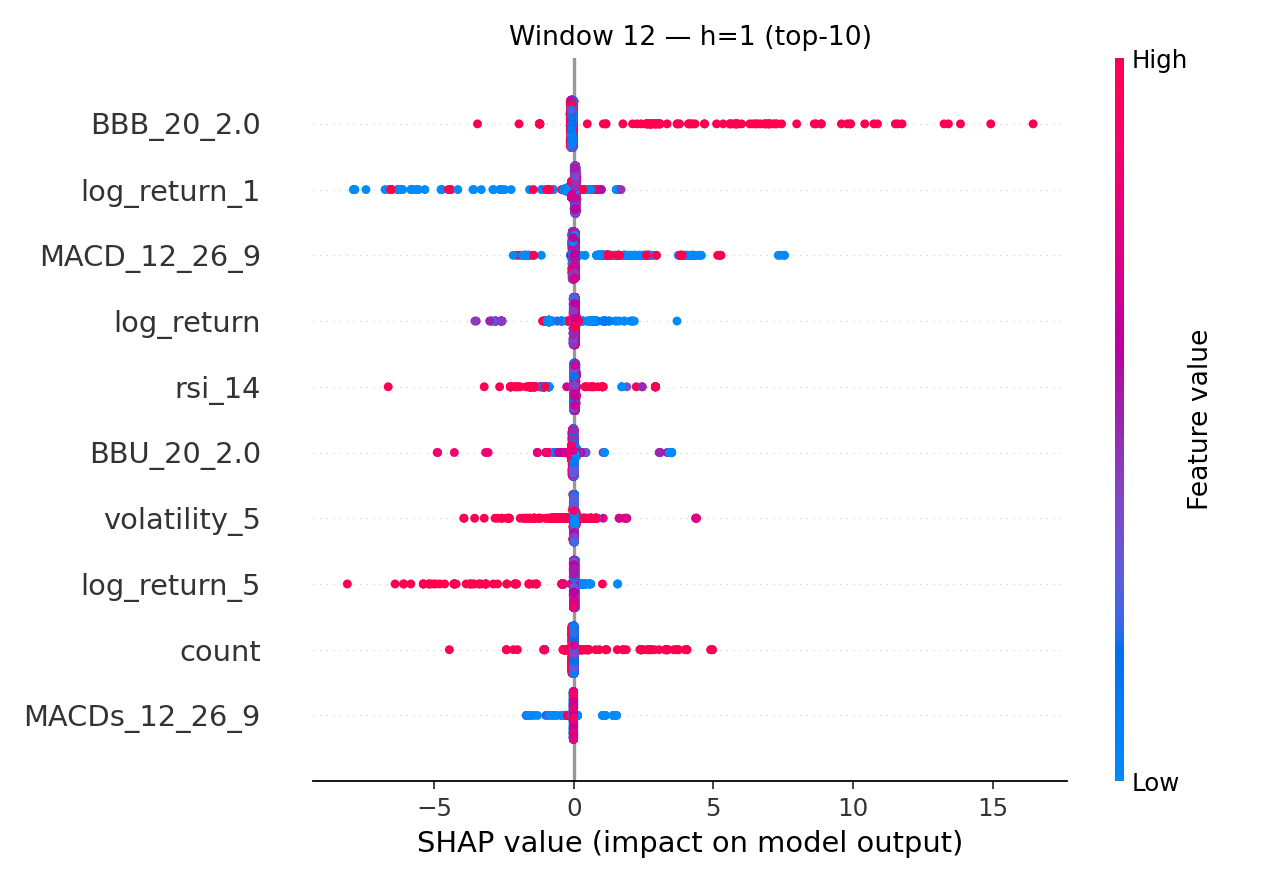 Window 12 — h=1 (top-10)
High
BBB_20_2.0
log_return_1
MACD_12_26_9
log_return
rsi_14
BBU_20_2.0
volatility_5
log_return_5
count
MACDs_12_26_9
Feature value
Low
−5 0 5 10 15
SHAP value (impact on model output)